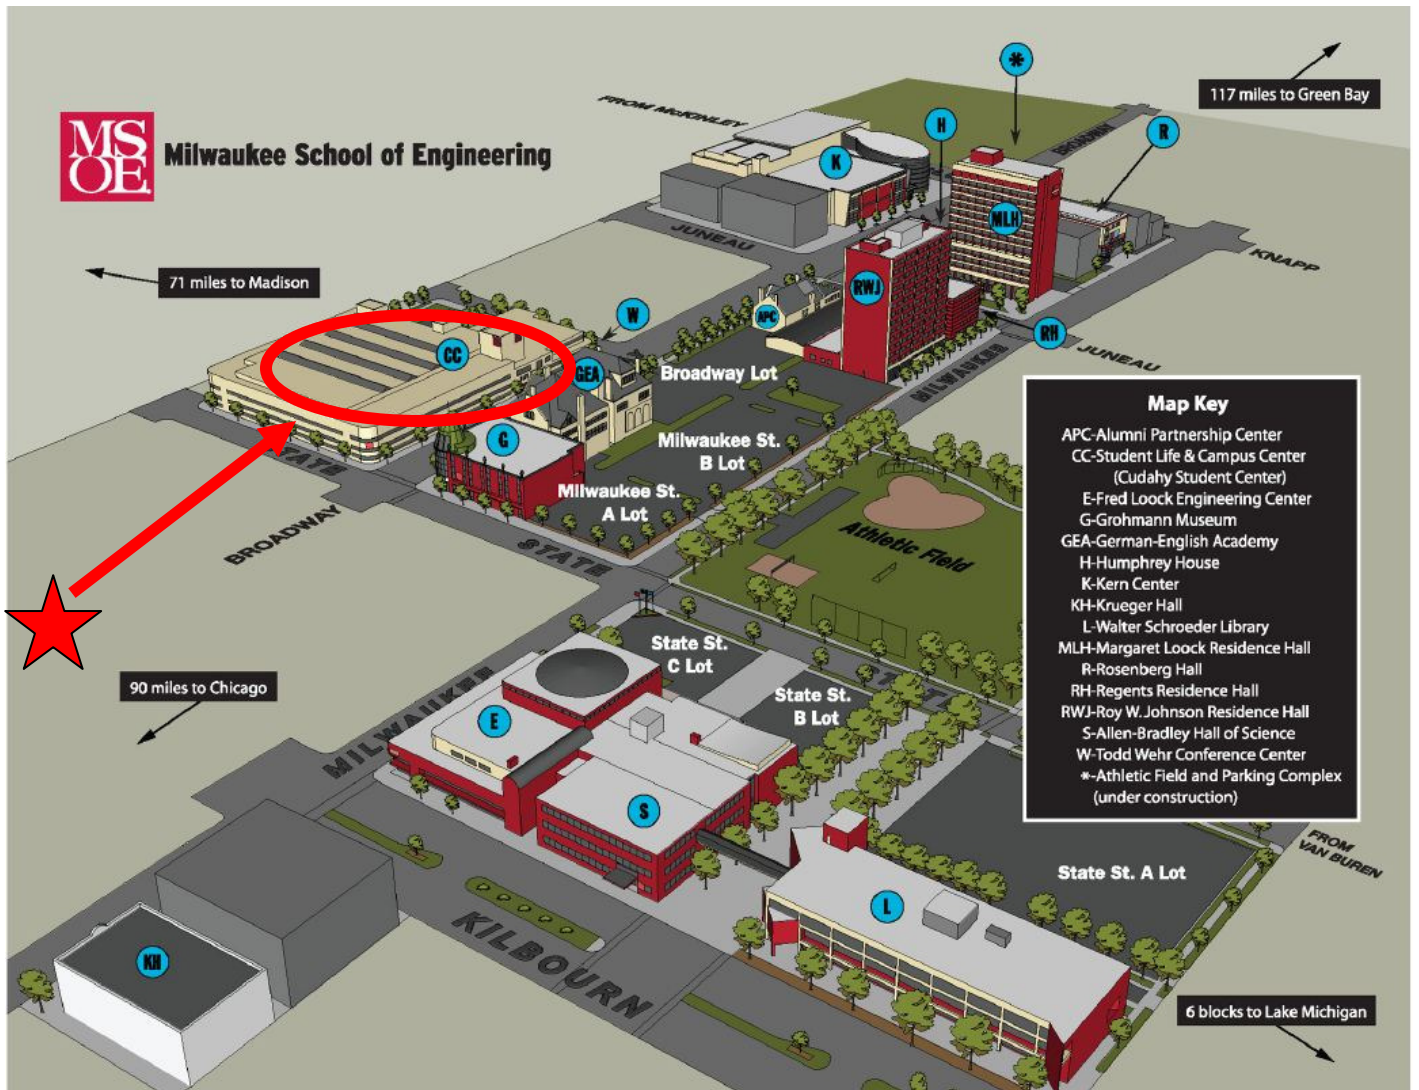 MS
OE
Milwaukee School of Engineering
*
117 miles to Green Bay
FROM McKINLEY
H
BROADWAY
R
K
MLH
JUNEAU
KNAPP
71 miles to Madison
RWJ
W
APC
RH
CC
JUNEAU
GEA
Broadway Lot
MILWAUKEE
G
Milwaukee St.
B Lot
STATE
Milwaukee St.
A Lot
BROADWAY
STATE
Athletic Field
Map Key
APC-Alumni Partnership Center
CC-Student Life & Campus Center
(Cudahy Student Center)
E-Fred Loock Engineering Center
G-Grohmann Museum
GEA-German-English Academy
H-Humphrey House
K-Kern Center
KH-Krueger Hall
L-Walter Schroeder Library
MLH-Margaret Loock Residence Hall
R-Rosenberg Hall
RH-Regents Residence Hall
RWJ-Roy W. Johnson Residence Hall
S-Allen-Bradley Hall of Science
W-Todd Wehr Conference Center
*-Athletic Field and Parking Complex
(under construction)
State St.
C Lot
STATE
90 miles to Chicago
State St.
B Lot
MILWAUKEE
E
S
FROM
VAN BUREN
State St. A Lot
L
KILBOURN
KH
6 blocks to Lake Michigan